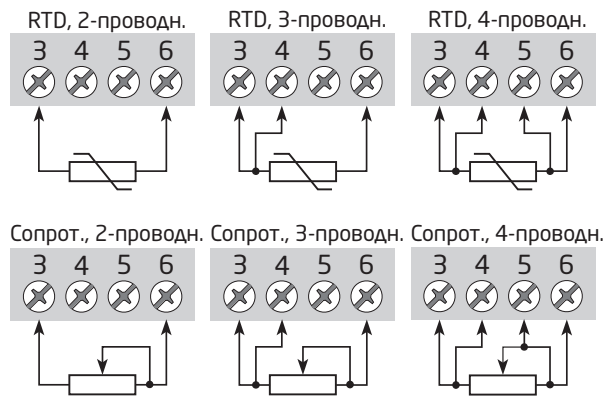 RTD, 2-проводн. RTD, 3-проводн. RTD, 4-проводн.
3 4 5 6 3 4 5 6 3 4 5 6
Сопрот., 2-проводн. Сопрот., 3-проводн. Сопрот., 4-проводн.
3 4 5 6 3 4 5 6 3 4 5 6